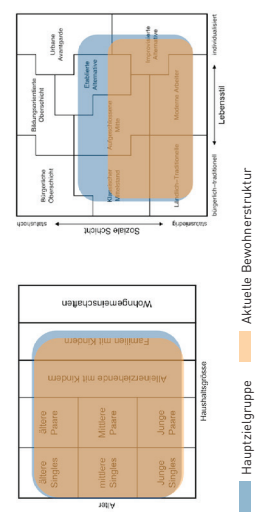 Alter
ältere
Singles
ältere
Paare
mittlere
Singles
Mittlere
Paare
Junge
Singles
Junge
Paare
Alleinerziehende mit Kindern
Familien mit Kindern
Wohngemeinschaften
Haushaltsgrösse
Soziale Schicht
statushoch
statusniedrig
Bürgerliche
Oberschicht
Bildungsorientierte
Oberschicht
Urbane
Avantgarde
Klassischer
Mittelstand
Aufgeschlossene
Mitte
Etablierte
Alternative
Ländlich-Traditionelle
Moderne Arbeiter
Improvisierte
Alternative
bürgerlich-traditionell
individualisiert
Lebensstil
Hauptzielgruppe
Aktuelle Bewohnerstruktur